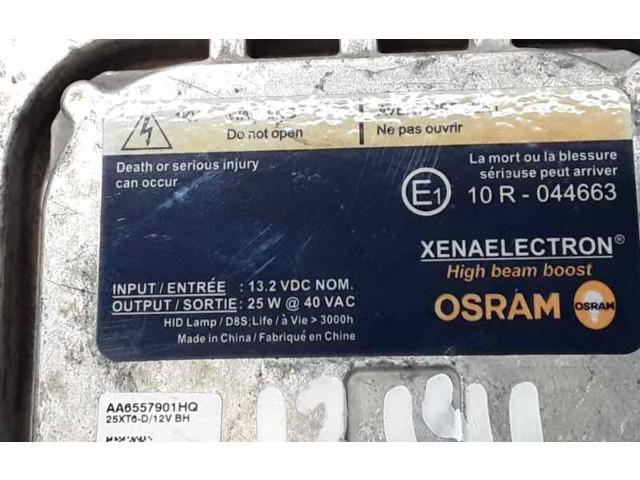 Do not open
Ne pas ouvrir
Death or serious injury
can occur
La mort ou la blessure
sérieuse peut arriver
E1 10 R - 044663
XENAELECTRON®
High beam boost
INPUT / ENTRÉE : 13.2 VDC NOM.
OUTPUT / SORTIE: 25 W @ 40 VAC
HID Lamp / D8S; Life / à Vie > 3000h
Made in China / Fabriqué en Chine
OSRAM OSRAM
AA6557901HQ
25XT6-D/12V BH